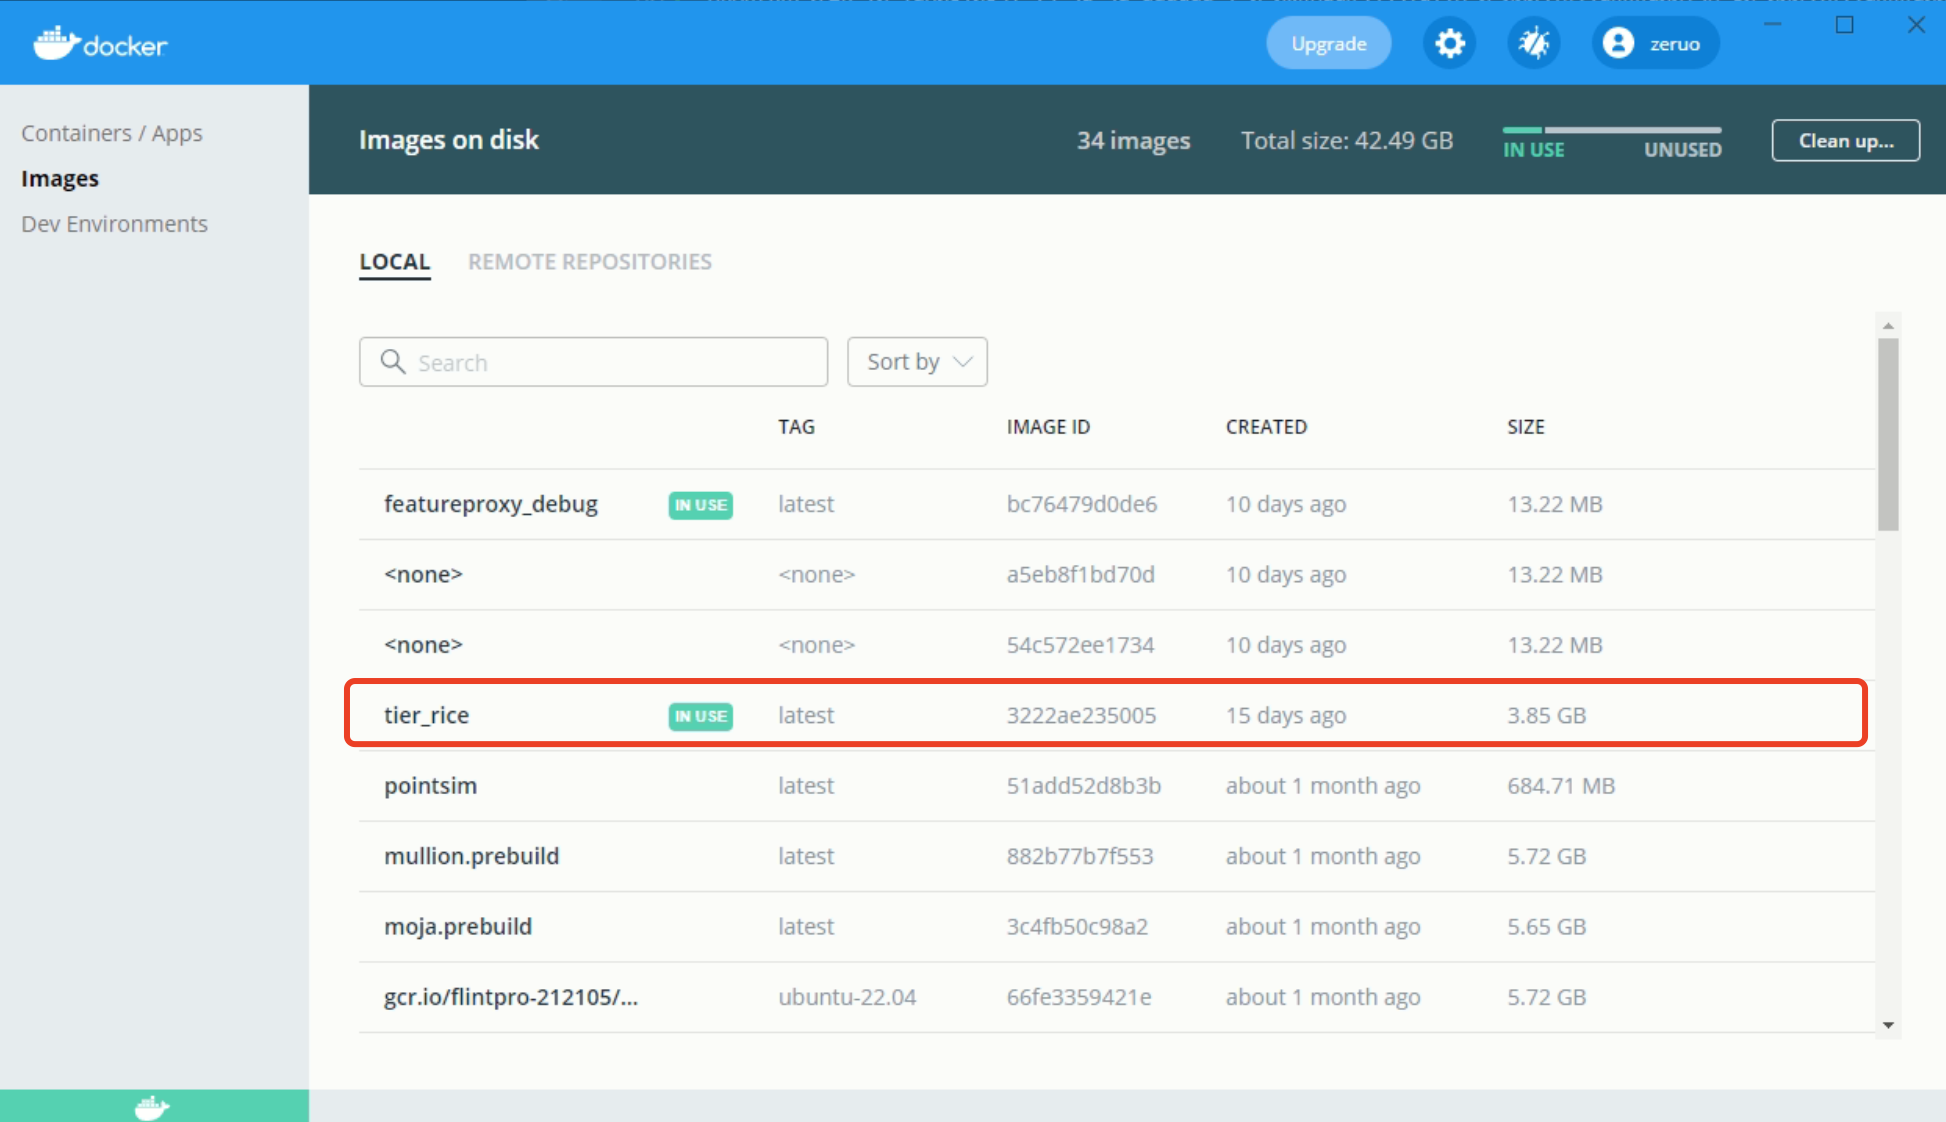 docker
Upgrade
zeruo
Containers / Apps
Images
Dev Environments
Images on disk
34 images
Total size: 42.49 GB
IN USE
UNUSED
Clean up...
LOCAL
REMOTE REPOSITORIES
Search
Sort by
TAG IMAGE ID CREATED SIZE
featureproxy_debug IN USE latest bc76479d0de6 10 days ago 13.22 MB
<none> <none> a5eb8f1bd70d 10 days ago 13.22 MB
<none> <none> 54c572ee1734 10 days ago 13.22 MB
tier_rice IN USE latest 3222ae235005 15 days ago 3.85 GB
pointsim latest 51add52d8b3b about 1 month ago 684.71 MB
mullion.prebuild latest 882b77b7f553 about 1 month ago 5.72 GB
moja.prebuild latest 3c4fb50c98a2 about 1 month ago 5.65 GB
gcr.io/flintpro-212105/... ubuntu-22.04 66fe3359421e about 1 month ago 5.72 GB